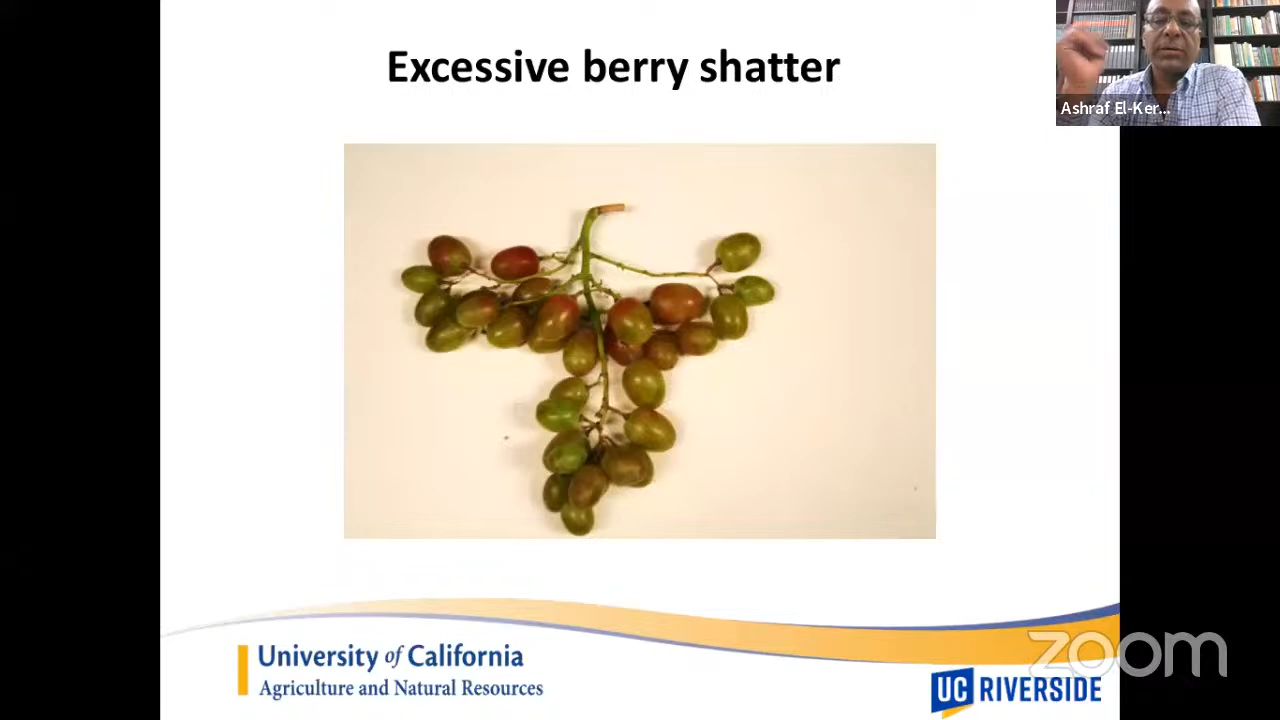 Excessive berry shatter
Ashraf El-Ker...
University of California
Agriculture and Natural Resources
zoom
UC RIVERSIDE